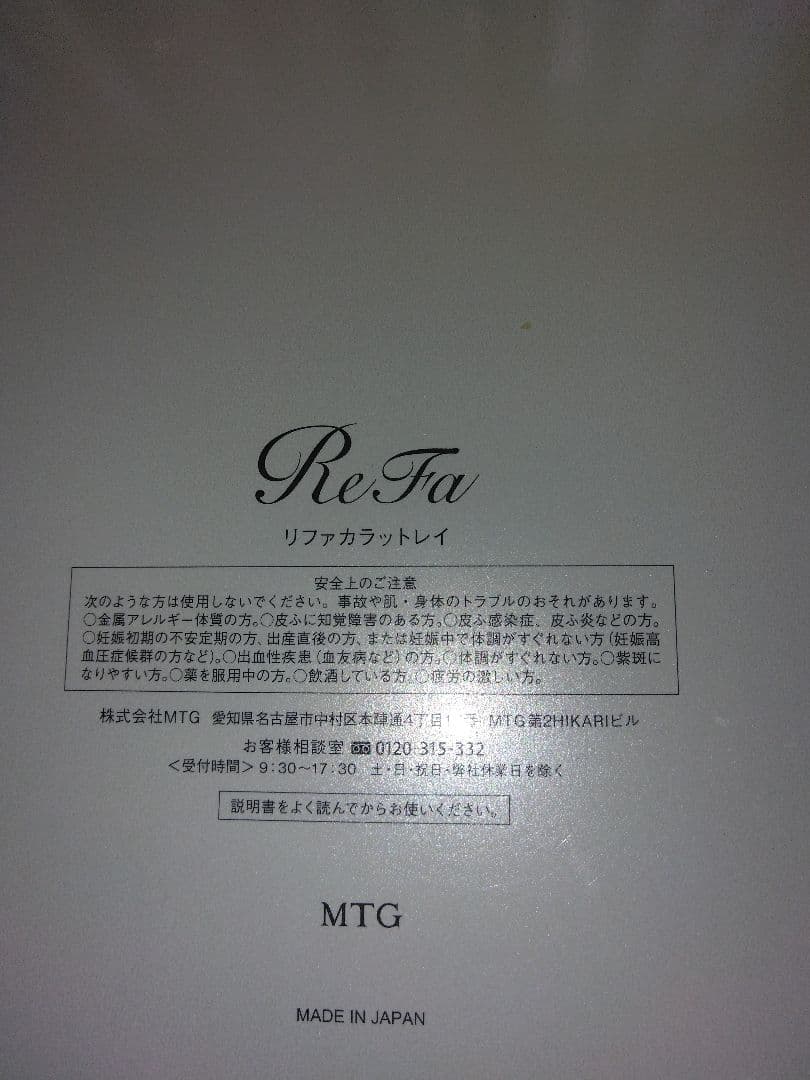 ReFa
リファカラットレイ
安全上のご注意
次のような方は使用しないでください。事故や肌・身体のトラブルのおそれがあります。
○金属アレルギー体質の方。○皮ふに知覚障害のある方。○皮ふ感染症、皮ふ炎などの方。
○妊娠初期の不安定期の方、出産直後の方、または妊娠中で体調がすぐれない方(妊娠高
血圧症候群の方など)。○出血性疾患(血友病など)の方。○体調がすぐれない方。○紫斑に
なりやすい方。○薬を服用中の方。○飲酒している方。○疲労の激しい方。
株式会社MTG 愛知県名古屋市中村区本陣通4丁目1 号 MTG第2HIKARIビル
お客様相談室 0120-315-332
<受付時間> 9:30～17:30 土・日・祝日・弊社休業日を除く
説明書をよく読んでからお使いください。
MTG
MADE IN JAPAN